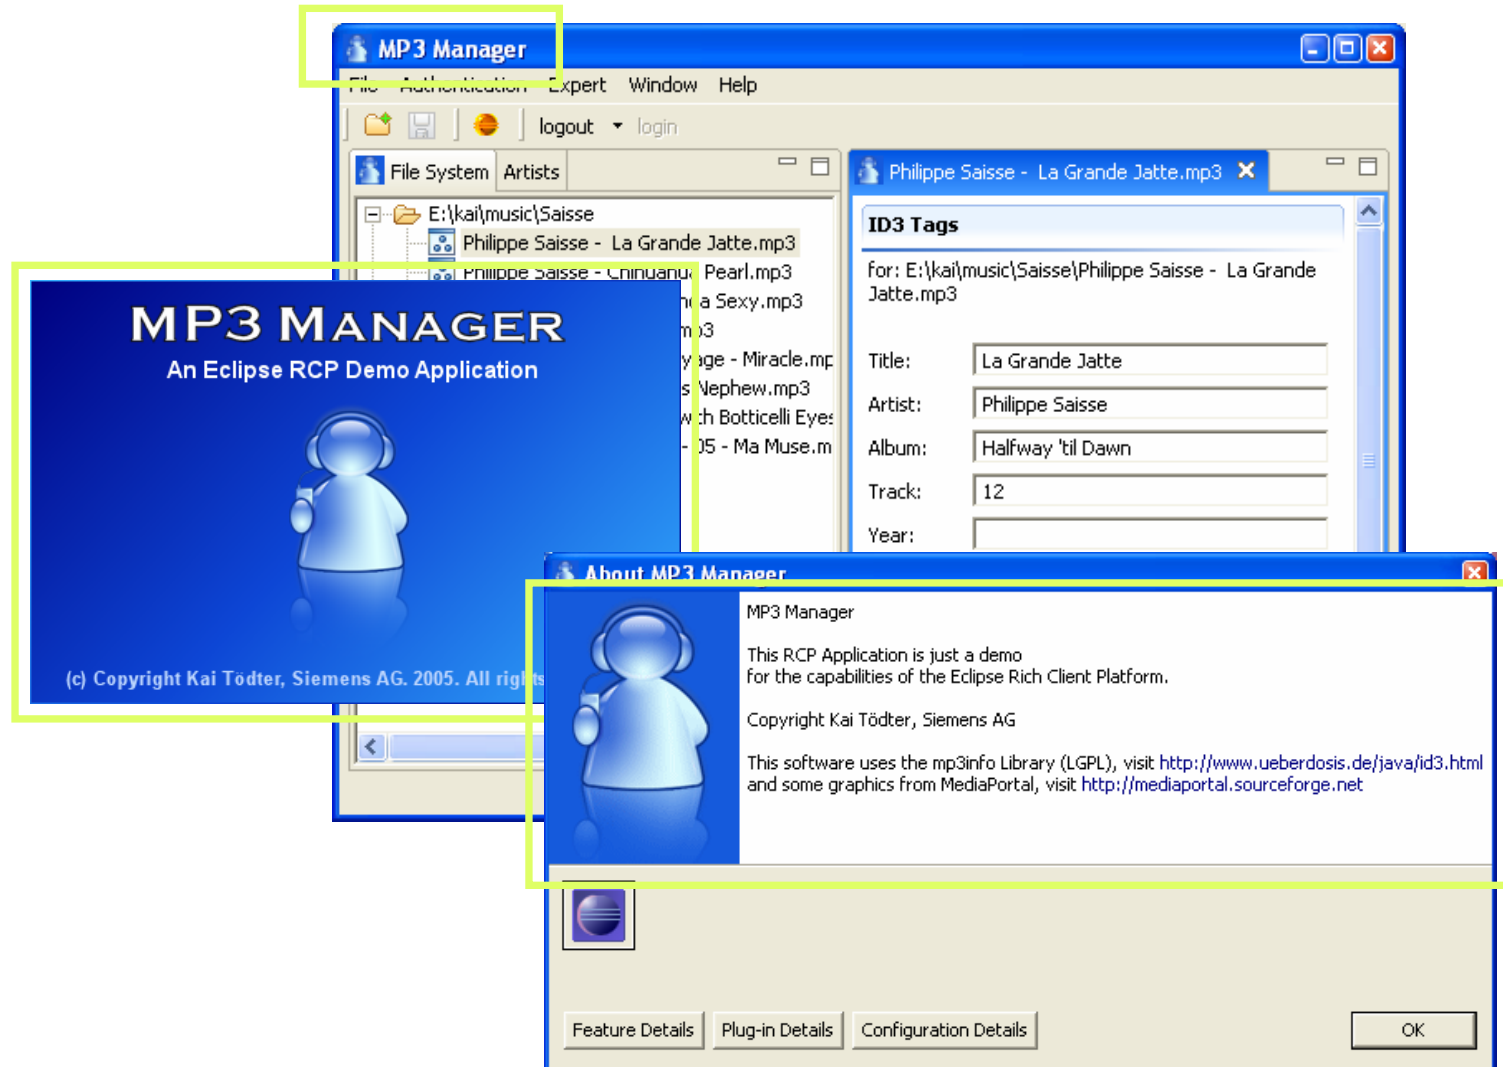 MP3 Manager
File Authentication Expert Window Help
logout login
File System Artists
E:\kai\music\Saisse
Philippe Saisse - La Grande Jatte.mp3
Philippe Saisse - Chihuahua Pearl.mp3
Sexy.mp3
- Miracle.mp
Nephew.mp3
Botticelli Eyes
- 05 - Ma Muse.m
Philippe Saisse - La Grande Jatte.mp3
ID3 Tags
for: E:\kai\music\Saisse\Philippe Saisse - La Grande
Jatte.mp3
Title: La Grande Jatte
Artist: Philippe Saisse
Album: Halfway 'til Dawn
Track: 12
Year:
MP3 MANAGER
An Eclipse RCP Demo Application
(c) Copyright Kai Tödter, Siemens AG. 2005. All rights
About MP3 Manager
MP3 Manager
This RCP Application is just a demo
for the capabilities of the Eclipse Rich Client Platform.
Copyright Kai Tödter, Siemens AG
This software uses the mp3info Library (LGPL), visit http://www.ueberdosis.de/java/id3.html
and some graphics from MediaPortal, visit http://mediaportal.sourceforge.net
Feature Details Plug-in Details Configuration Details OK